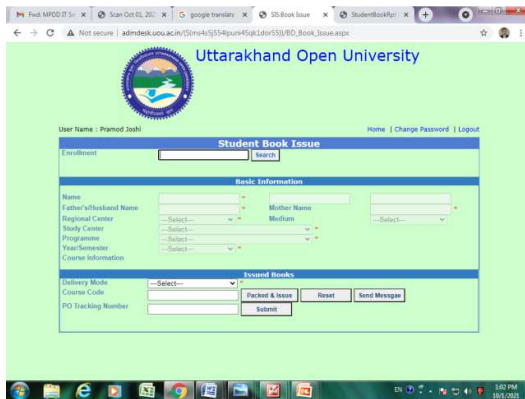 Fwd: MPOD IT Se
Scan Oct 01, 202
google translate
SIS:Book Issue
StudentBookRpt
Not secure | admdesk.uou.ac.in/(S(ms4s5j554lpuni45qk1dor55))/BD_Book_Issue.aspx
Uttarakhand Open University
User Name : Pramod Joshi
Home | Change Password | Logout
Student Book Issue
Enrollment
Search
Basic Information
Name *
Father's/Husband Name * Mother Name *
Regional Center ---Select--- * Medium ---Select---
Study Center *
Programme ---Select--- *
Year/Semester ---Select--- *
Course Information
Issued Books
Delivery Mode ---Select--- *
Course Code Packed & Issue Reset Send Messgae
PO Tracking Number Submit
EN
1:02 PM
10/1/2021